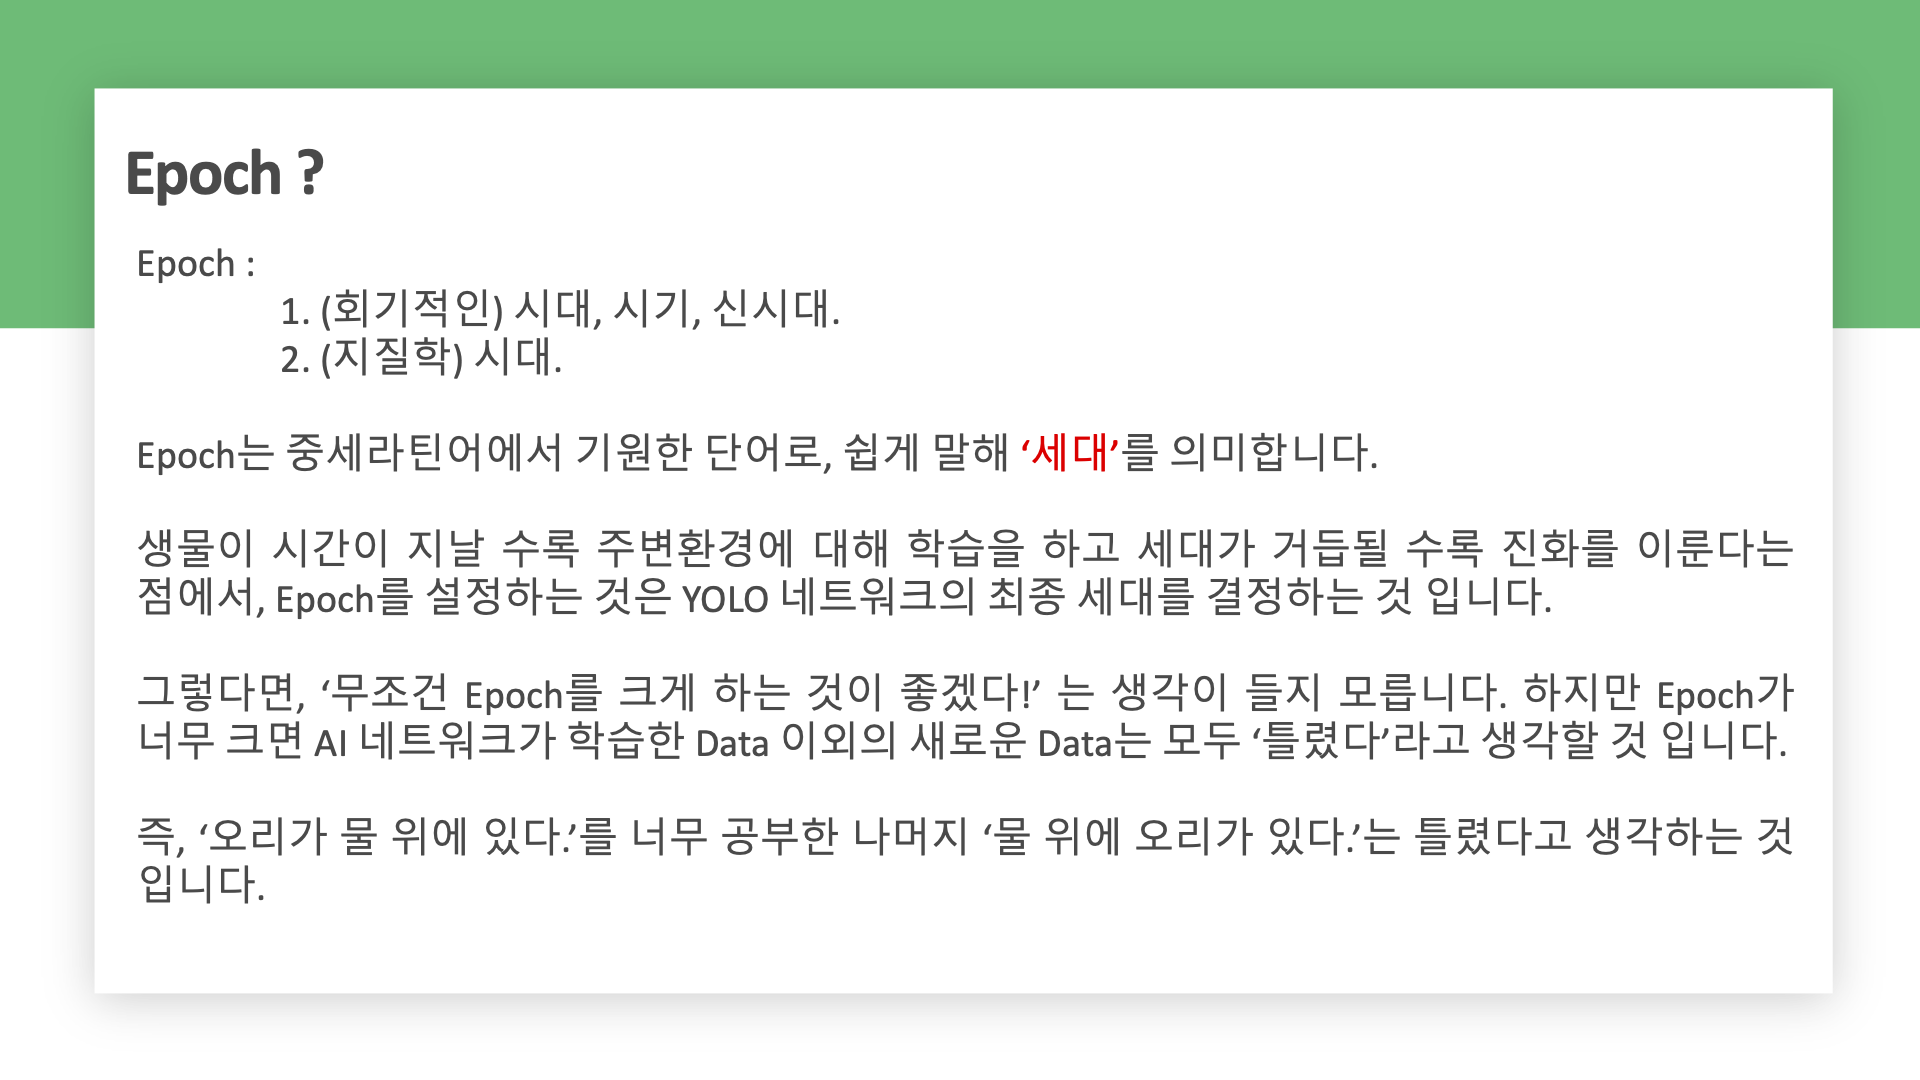 Epoch ?
Epoch :
1. (회기적인) 시대, 시기, 신시대.
2. (지질학) 시대.
Epoch는 중세라틴어에서 기원한 단어로, 쉽게 말해 ‘세대’를 의미합니다.
생물이 시간이 지날 수록 주변환경에 대해 학습을 하고 세대가 거듭될 수록 진화를 이룬다는
점에서, Epoch를 설정하는 것은 YOLO 네트워크의 최종 세대를 결정하는 것 입니다.
그렇다면, ‘무조건 Epoch를 크게 하는 것이 좋겠다!’ 는 생각이 들지 모릅니다. 하지만 Epoch가
너무 크면 AI 네트워크가 학습한 Data 이외의 새로운 Data는 모두 ‘틀렸다’라고 생각할 것 입니다.
즉, ‘오리가 물 위에 있다.’를 너무 공부한 나머지 ‘물 위에 오리가 있다.’는 틀렸다고 생각하는 것
입니다.